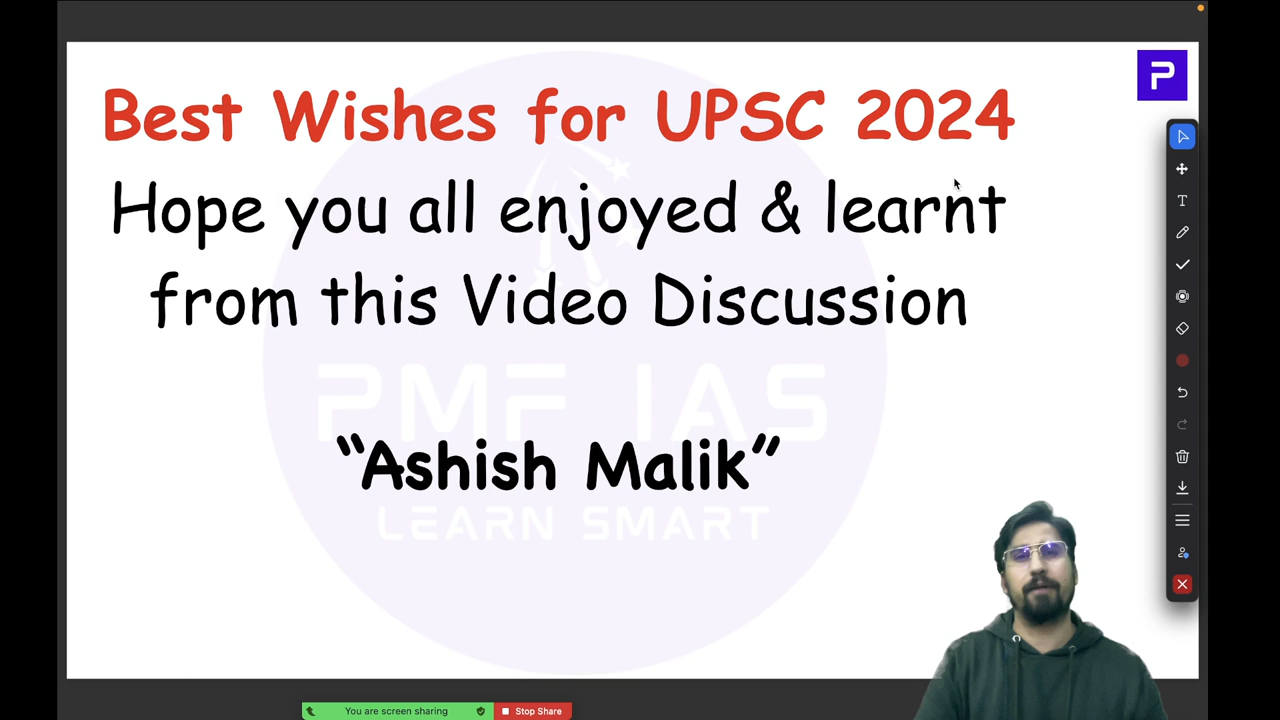 Best Wishes for UPSC 2024
Hope you all enjoyed & learnt
from this Video Discussion
PMF IAS
“Ashish Malik”
LEARN SMART
P
T
You are screen sharing
Stop Share